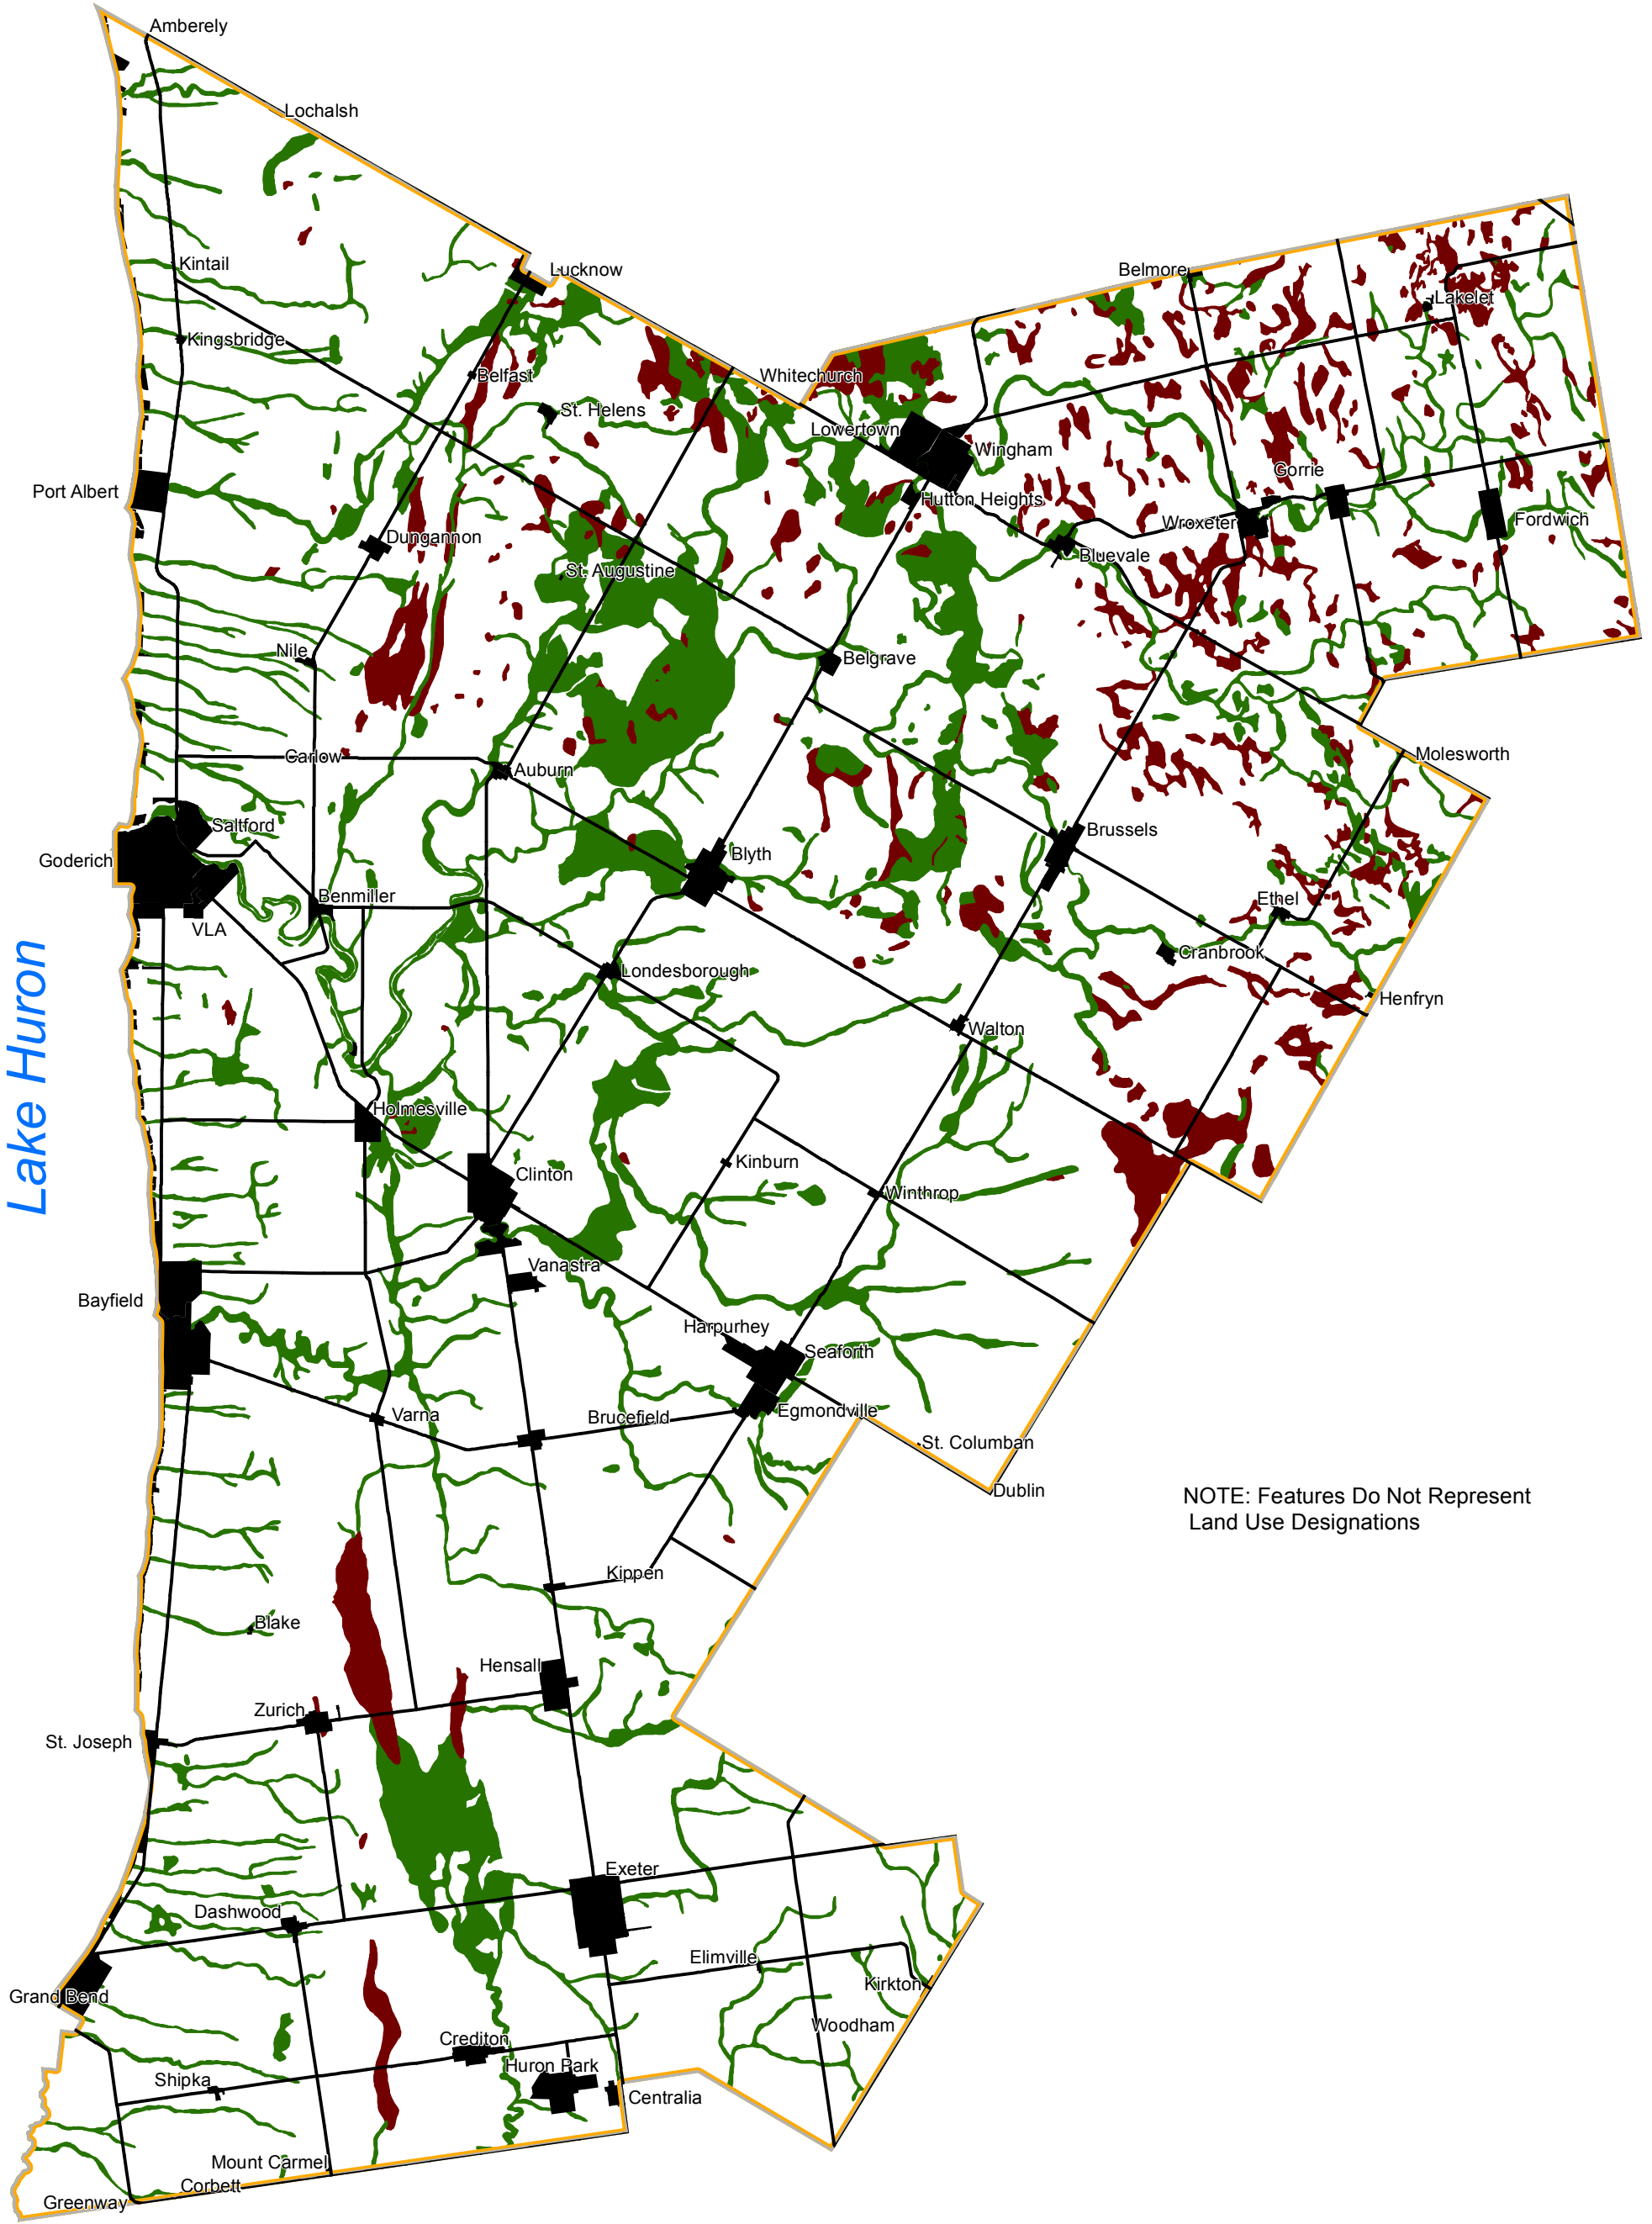 Amberely
Lochalsh
Kintail
Lucknow
Belmore
Lakelet
Kingsbridge
Belfast
Whitechurch
St. Helens
Lowertown
Wingham
Gorrie
Port Albert
Hutton Heights
Wroxeter
Fordwich
Dungannon
Bluevale
St. Augustine
Nile
Belgrave
Carlow
Auburn
Molesworth
Saltford
Brussels
Goderich
Blyth
Benmiller
Ethel
VLA
Cranbrook
Londesborough
Henfryn
Walton
Lake Huron
Holmesville
Kinburn
Clinton
Winthrop
Vanastra
Bayfield
Harpurhey
Seaforth
Egmondville
Varna
Brucefield
St. Columban
Dublin
NOTE: Features Do Not Represent
Land Use Designations
Kippen
Blake
Hensall
Zurich
St. Joseph
Exeter
Dashwood
Elimville
Kirkton
Grand Bend
Woodham
Crediton
Huron Park
Shipka
Centralia
Mount Carmel
Corbett
Greenway